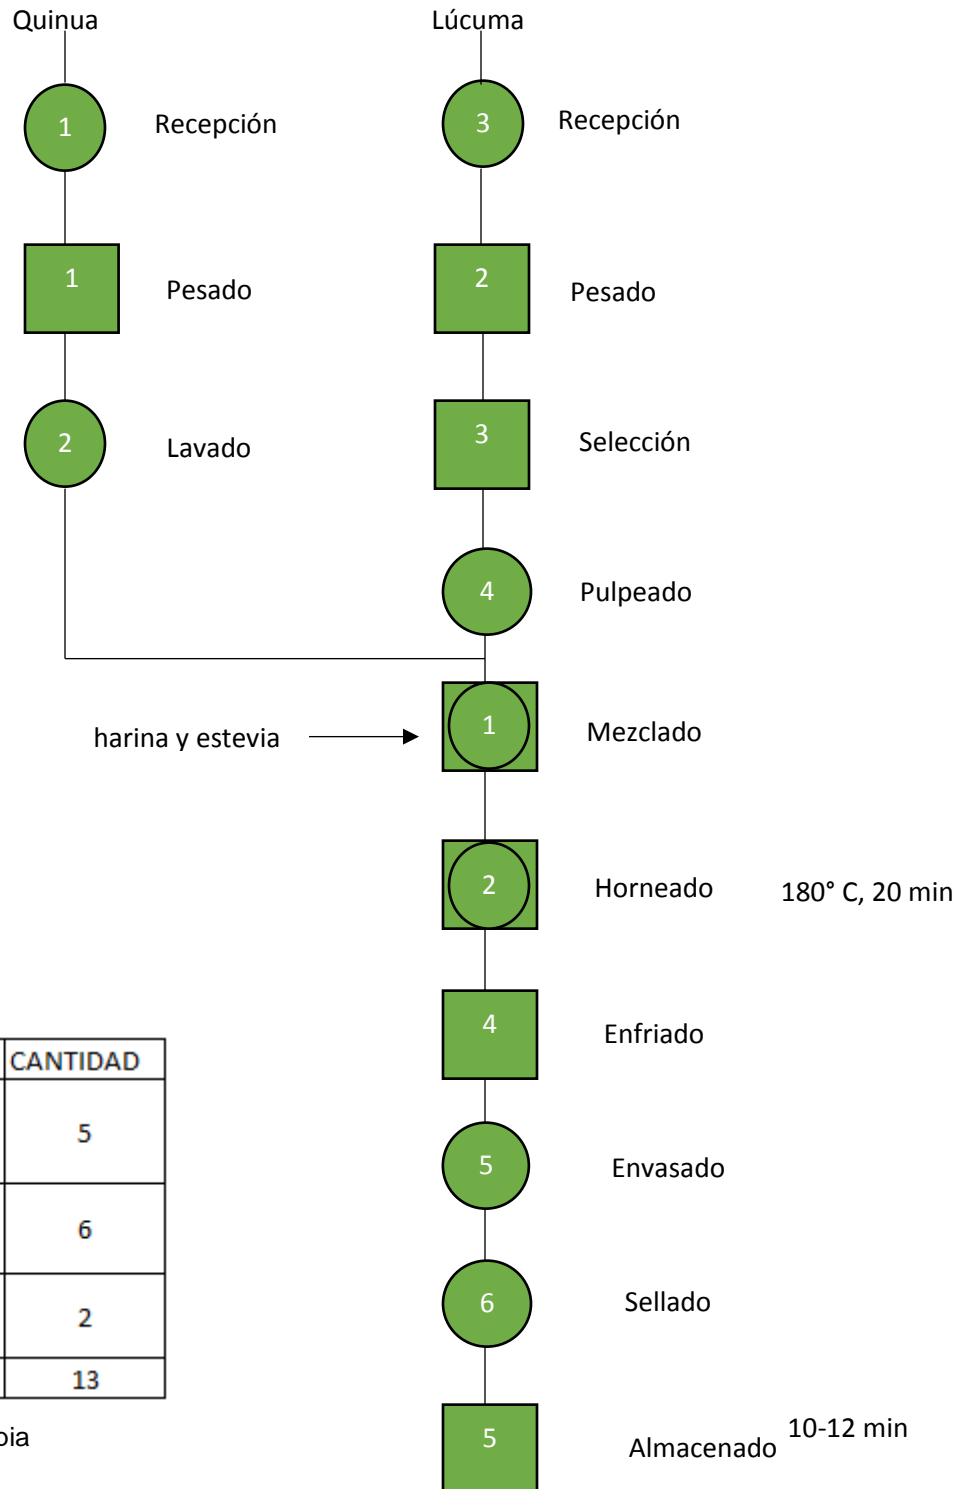 Quinua
Lúcuma
1
Recepción
3
Recepción
1
Pesado
2
Pesado
2
Lavado
3
Selección
4
Pulpeado
harina y estevia
1
Mezclado
2
Horneado
180° C, 20 min
4
Enfriado
5
Envasado
6
Sellado
5
Almacenado
10-12 min
CANTIDAD
5
6
2
13